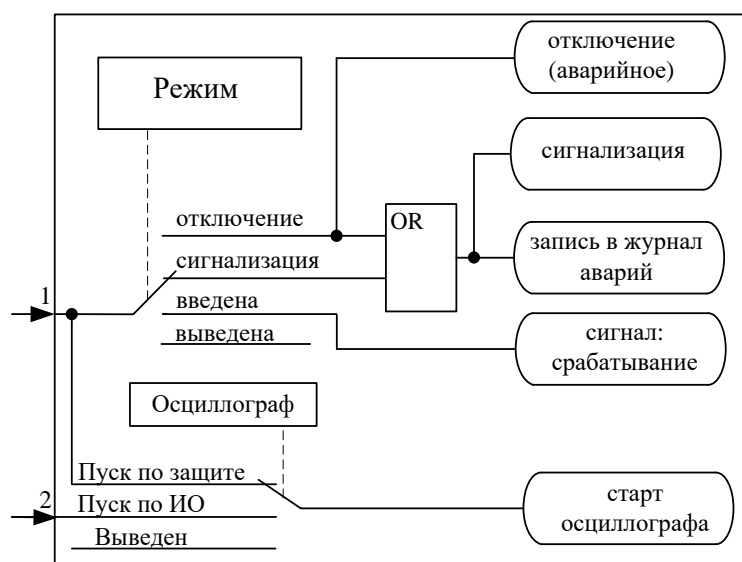 отключение
(аварийное)
Режим
сигнализация
отключение
OR
сигнализация
запись в журнал
аварий
1
введена
выведена
сигнал:
срабатывание
Осциллограф
Пуск по защите
2
Пуск по ИО
Выведен
старт
осциллографа